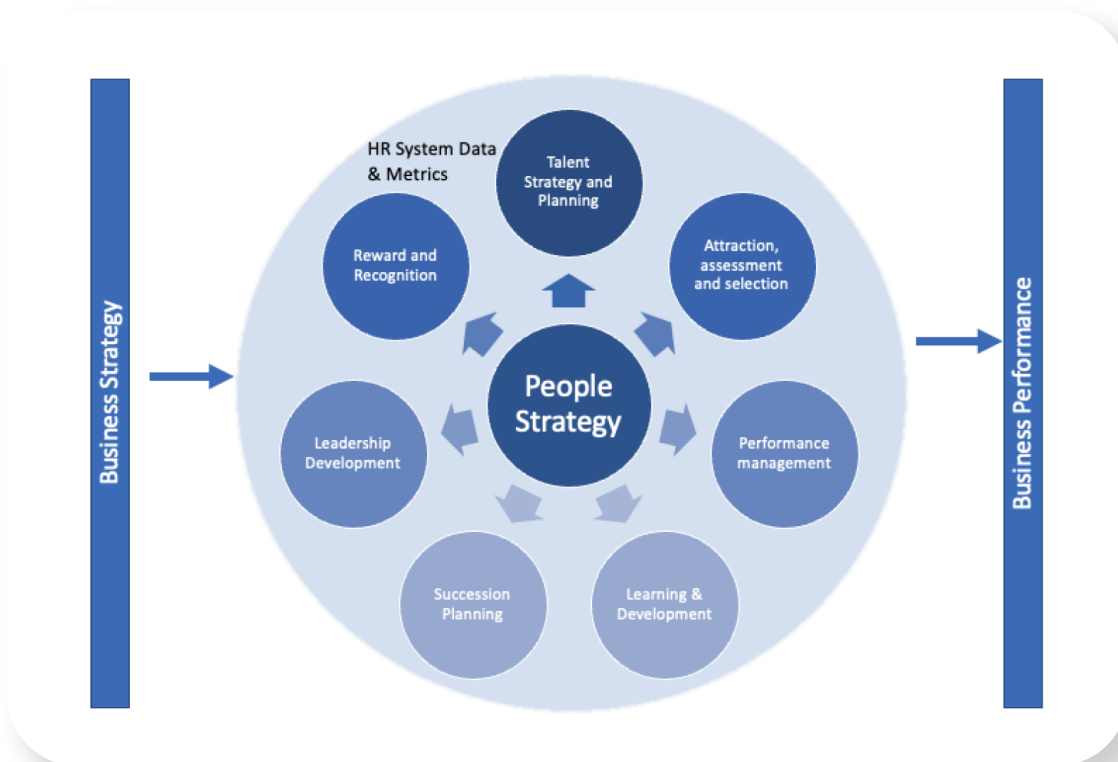 Business Strategy
HR System Data
& Metrics
Talent
Strategy and
Planning
Attraction,
assessment
and selection
Performance
management
Learning &
Development
Succession
Planning
Leadership
Development
Reward and
Recognition
People
Strategy
Business Performance